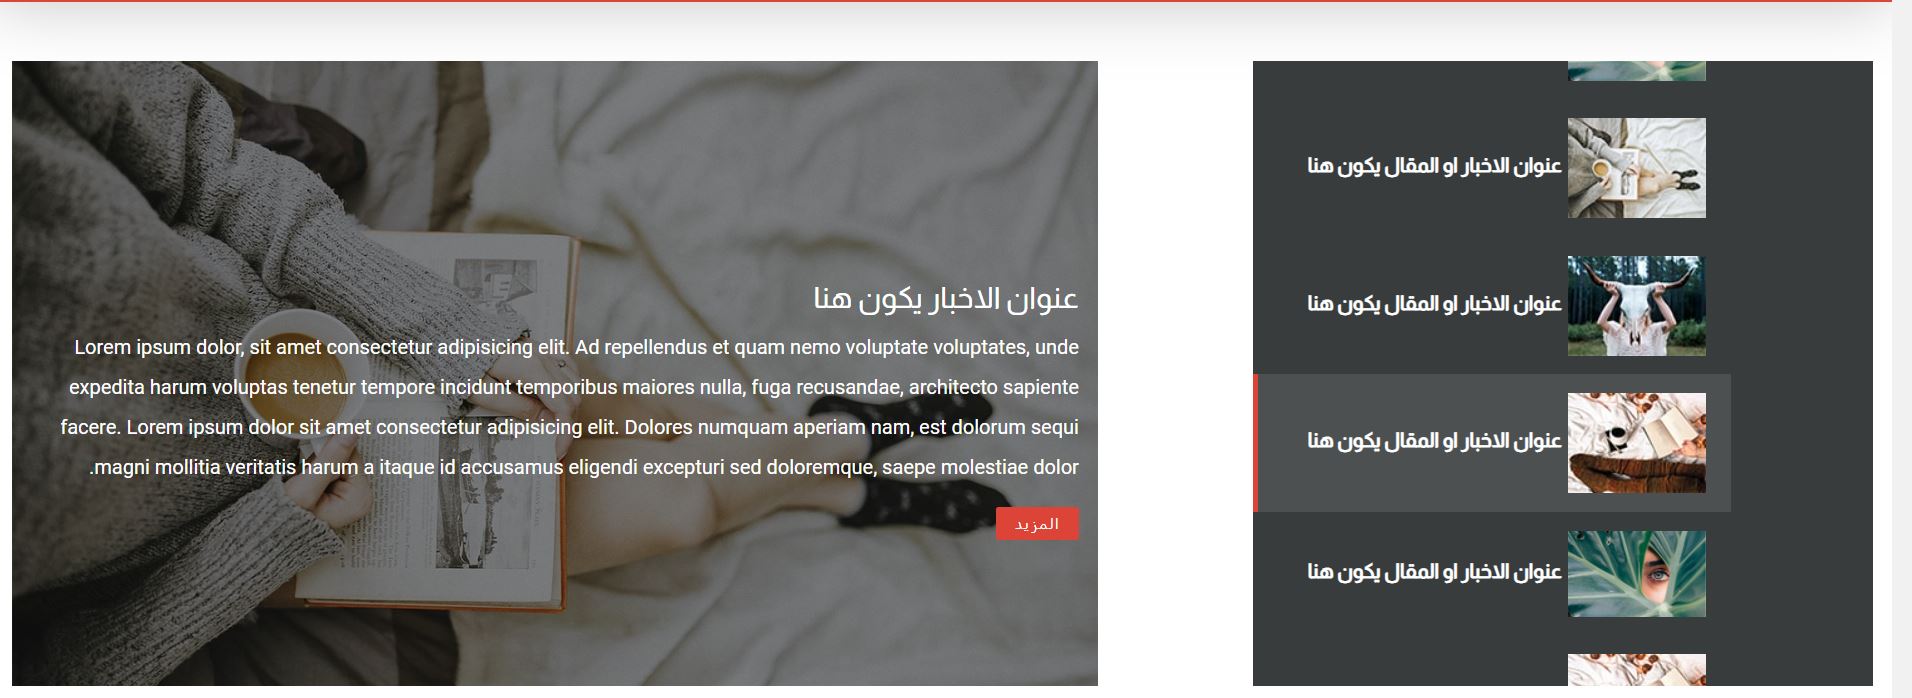 عنوان الاخبار او المقال يكون هنا
عنوان الاخبار او المقال يكون هنا
عنوان الاخبار او المقال يكون هنا
عنوان الاخبار او المقال يكون هنا
عنوان الاخبار يكون هنا
Lorem ipsum dolor, sit amet consectetur adipisicing elit. Ad repellendus et quam nemo voluptate voluptates, unde
expedita harum voluptas tenetur tempore incidunt temporibus maiores nulla, fuga recusandae, architecto sapiente
facere. Lorem ipsum dolor sit amet consectetur adipisicing elit. Dolores numquam aperiam nam, est dolorum sequi
.magni mollitia veritatis harum a itaque id accusamus eligendi excepturi sed doloremque, saepe molestiae dolor
المزيد